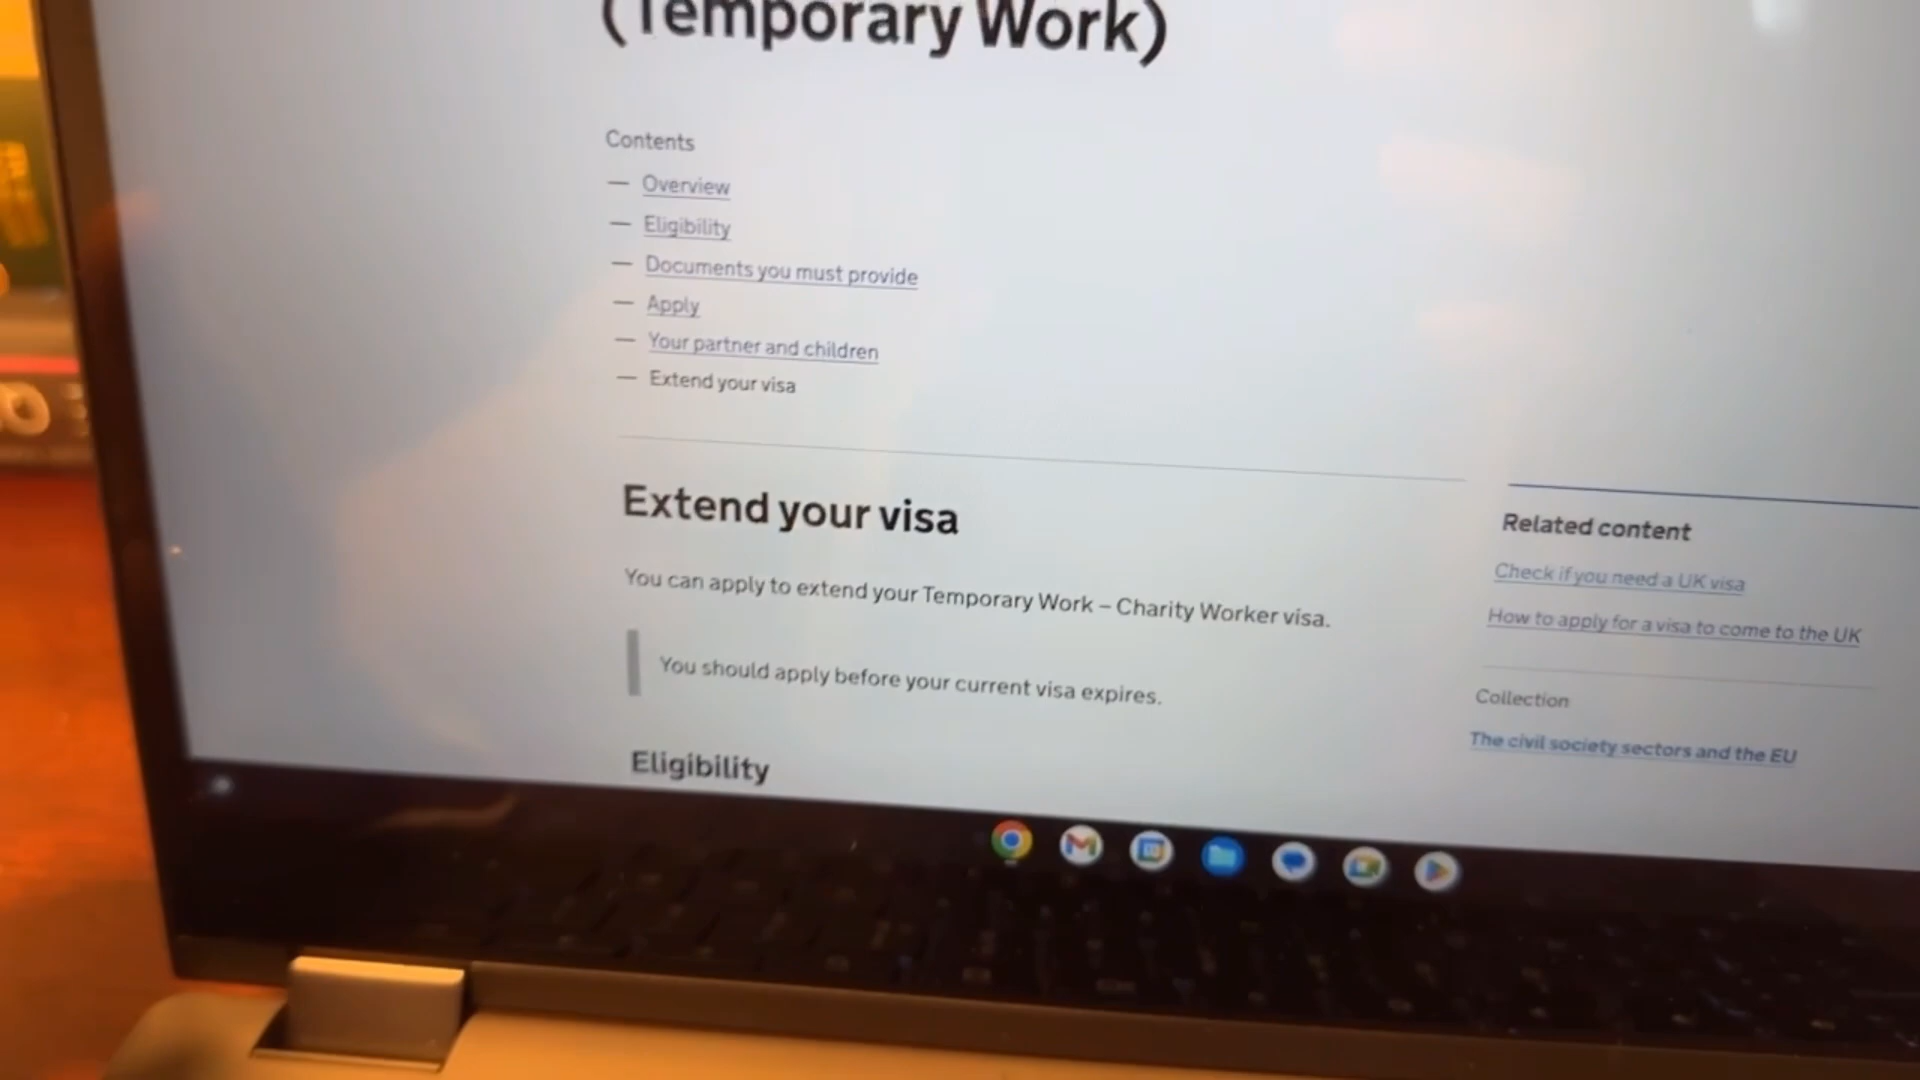 (Temporary Work)
Contents
— Overview
— Eligibility
— Documents you must provide
— Apply
— Your partner and children
— Extend your visa
Extend your visa
You can apply to extend your Temporary Work – Charity Worker visa.
You should apply before your current visa expires.
Eligibility
Related content
Check if you need a UK visa
How to apply for a visa to come to the UK
Collection
The civil society sectors and the EU